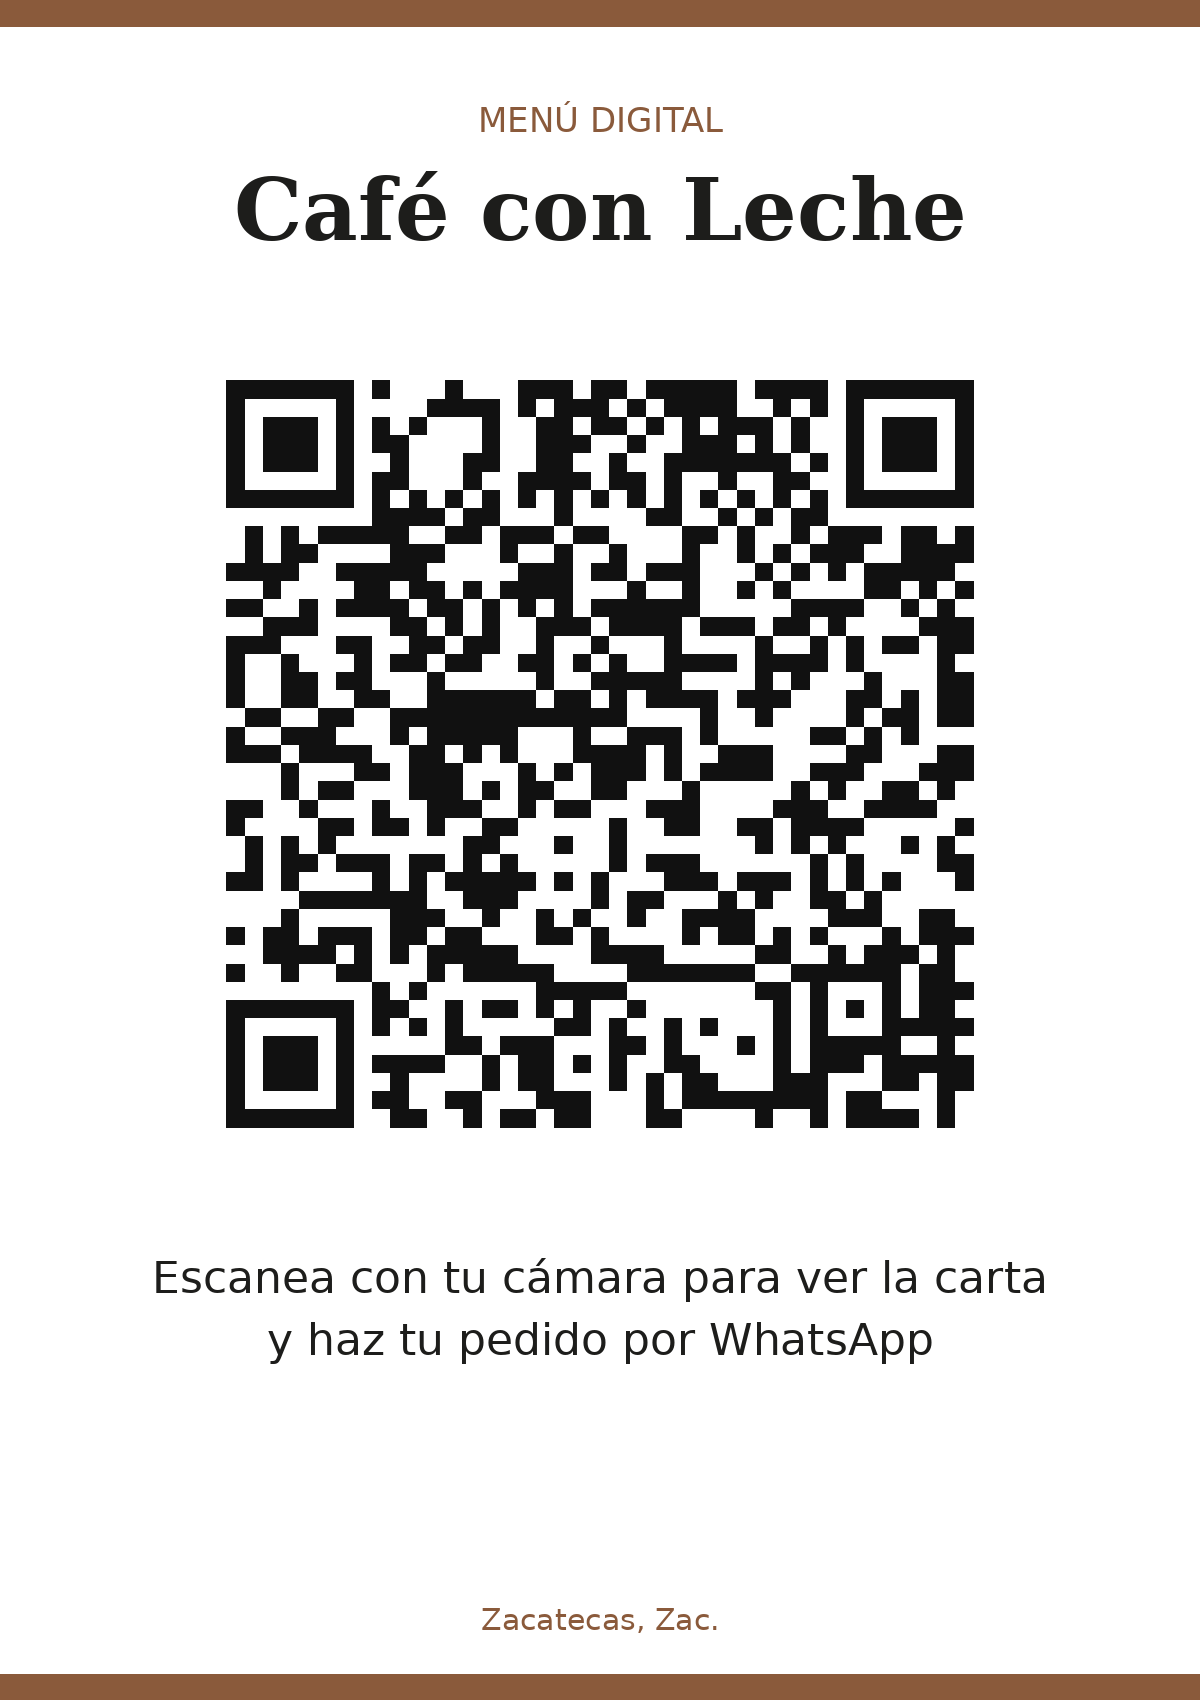 MENÚ DIGITAL
Café con Leche
Escanea con tu cámara para ver la carta
y haz tu pedido por WhatsApp
Zacatecas, Zac.